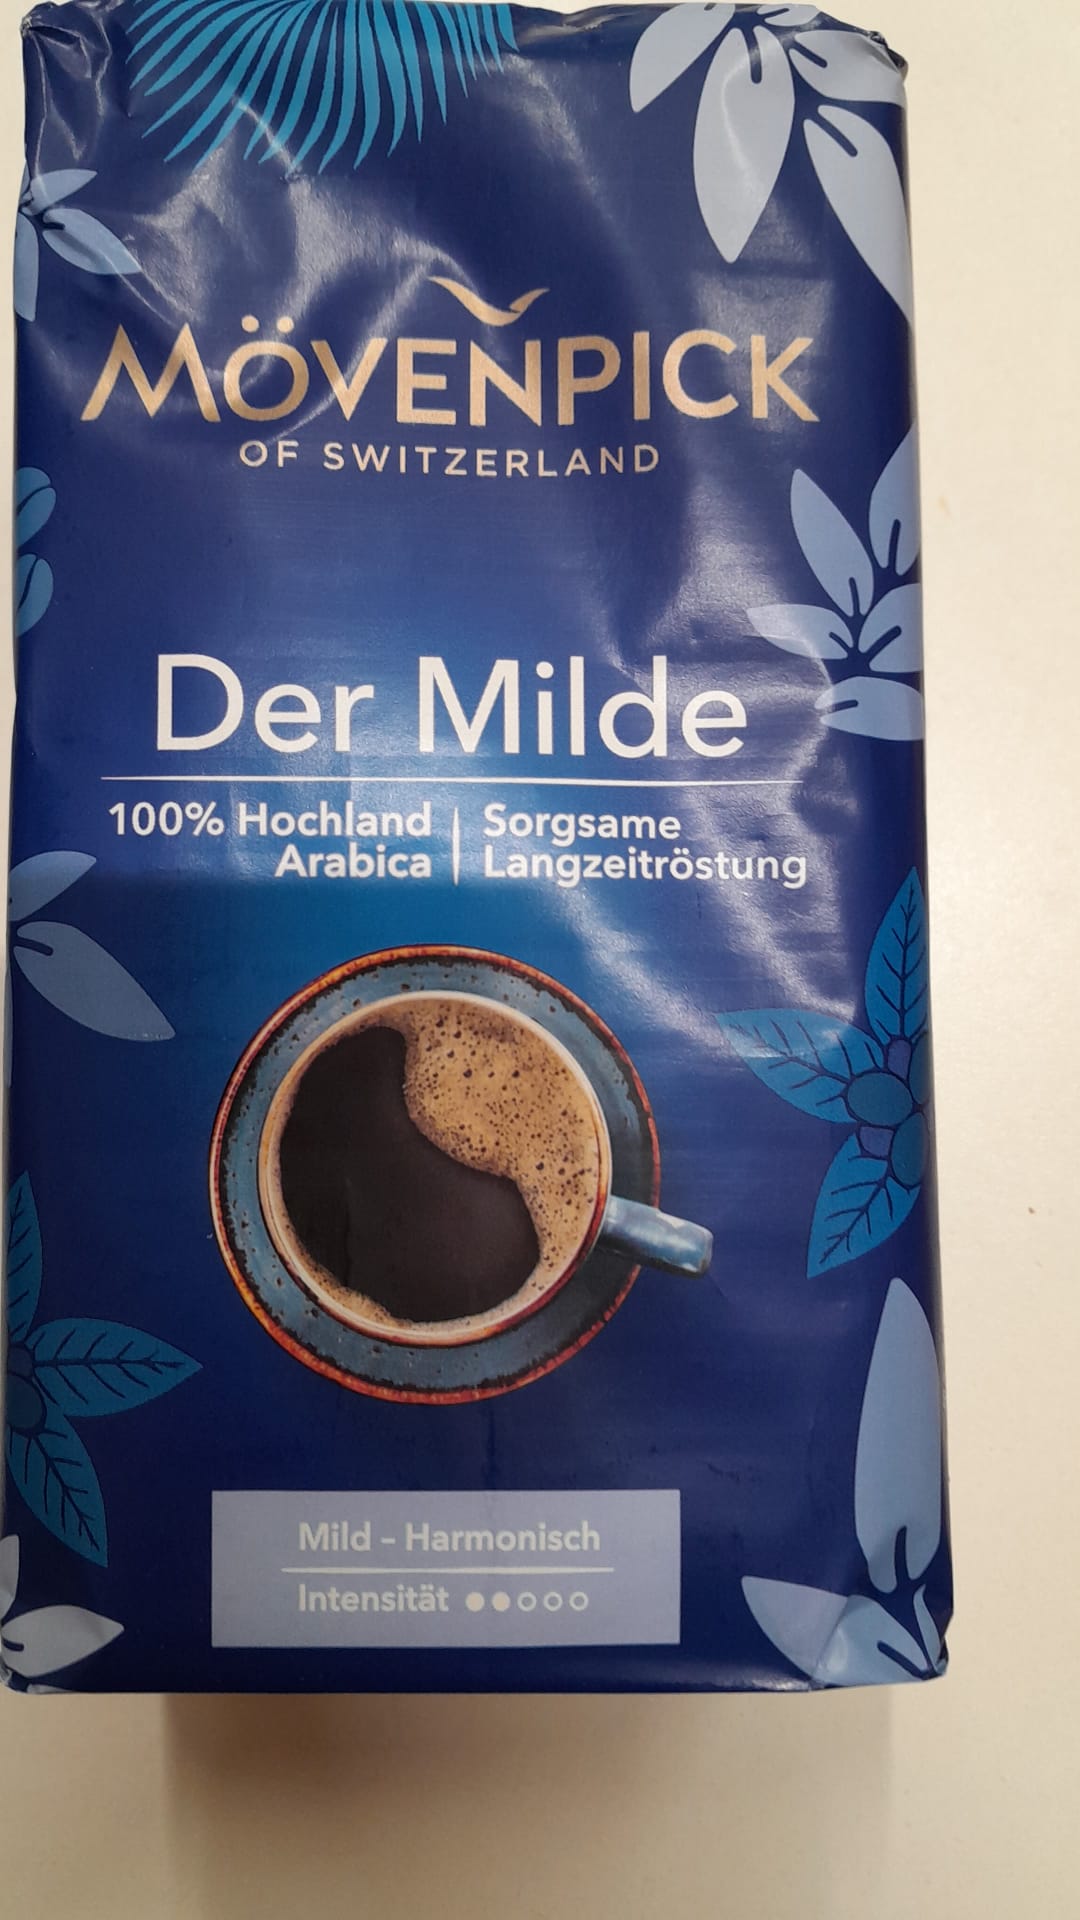 MÖVENPICK
OF SWITZERLAND
Der Milde
100% Hochland
Arabica
Sorgsame
Langzeitröstung
Mild - Harmonisch
Intensität